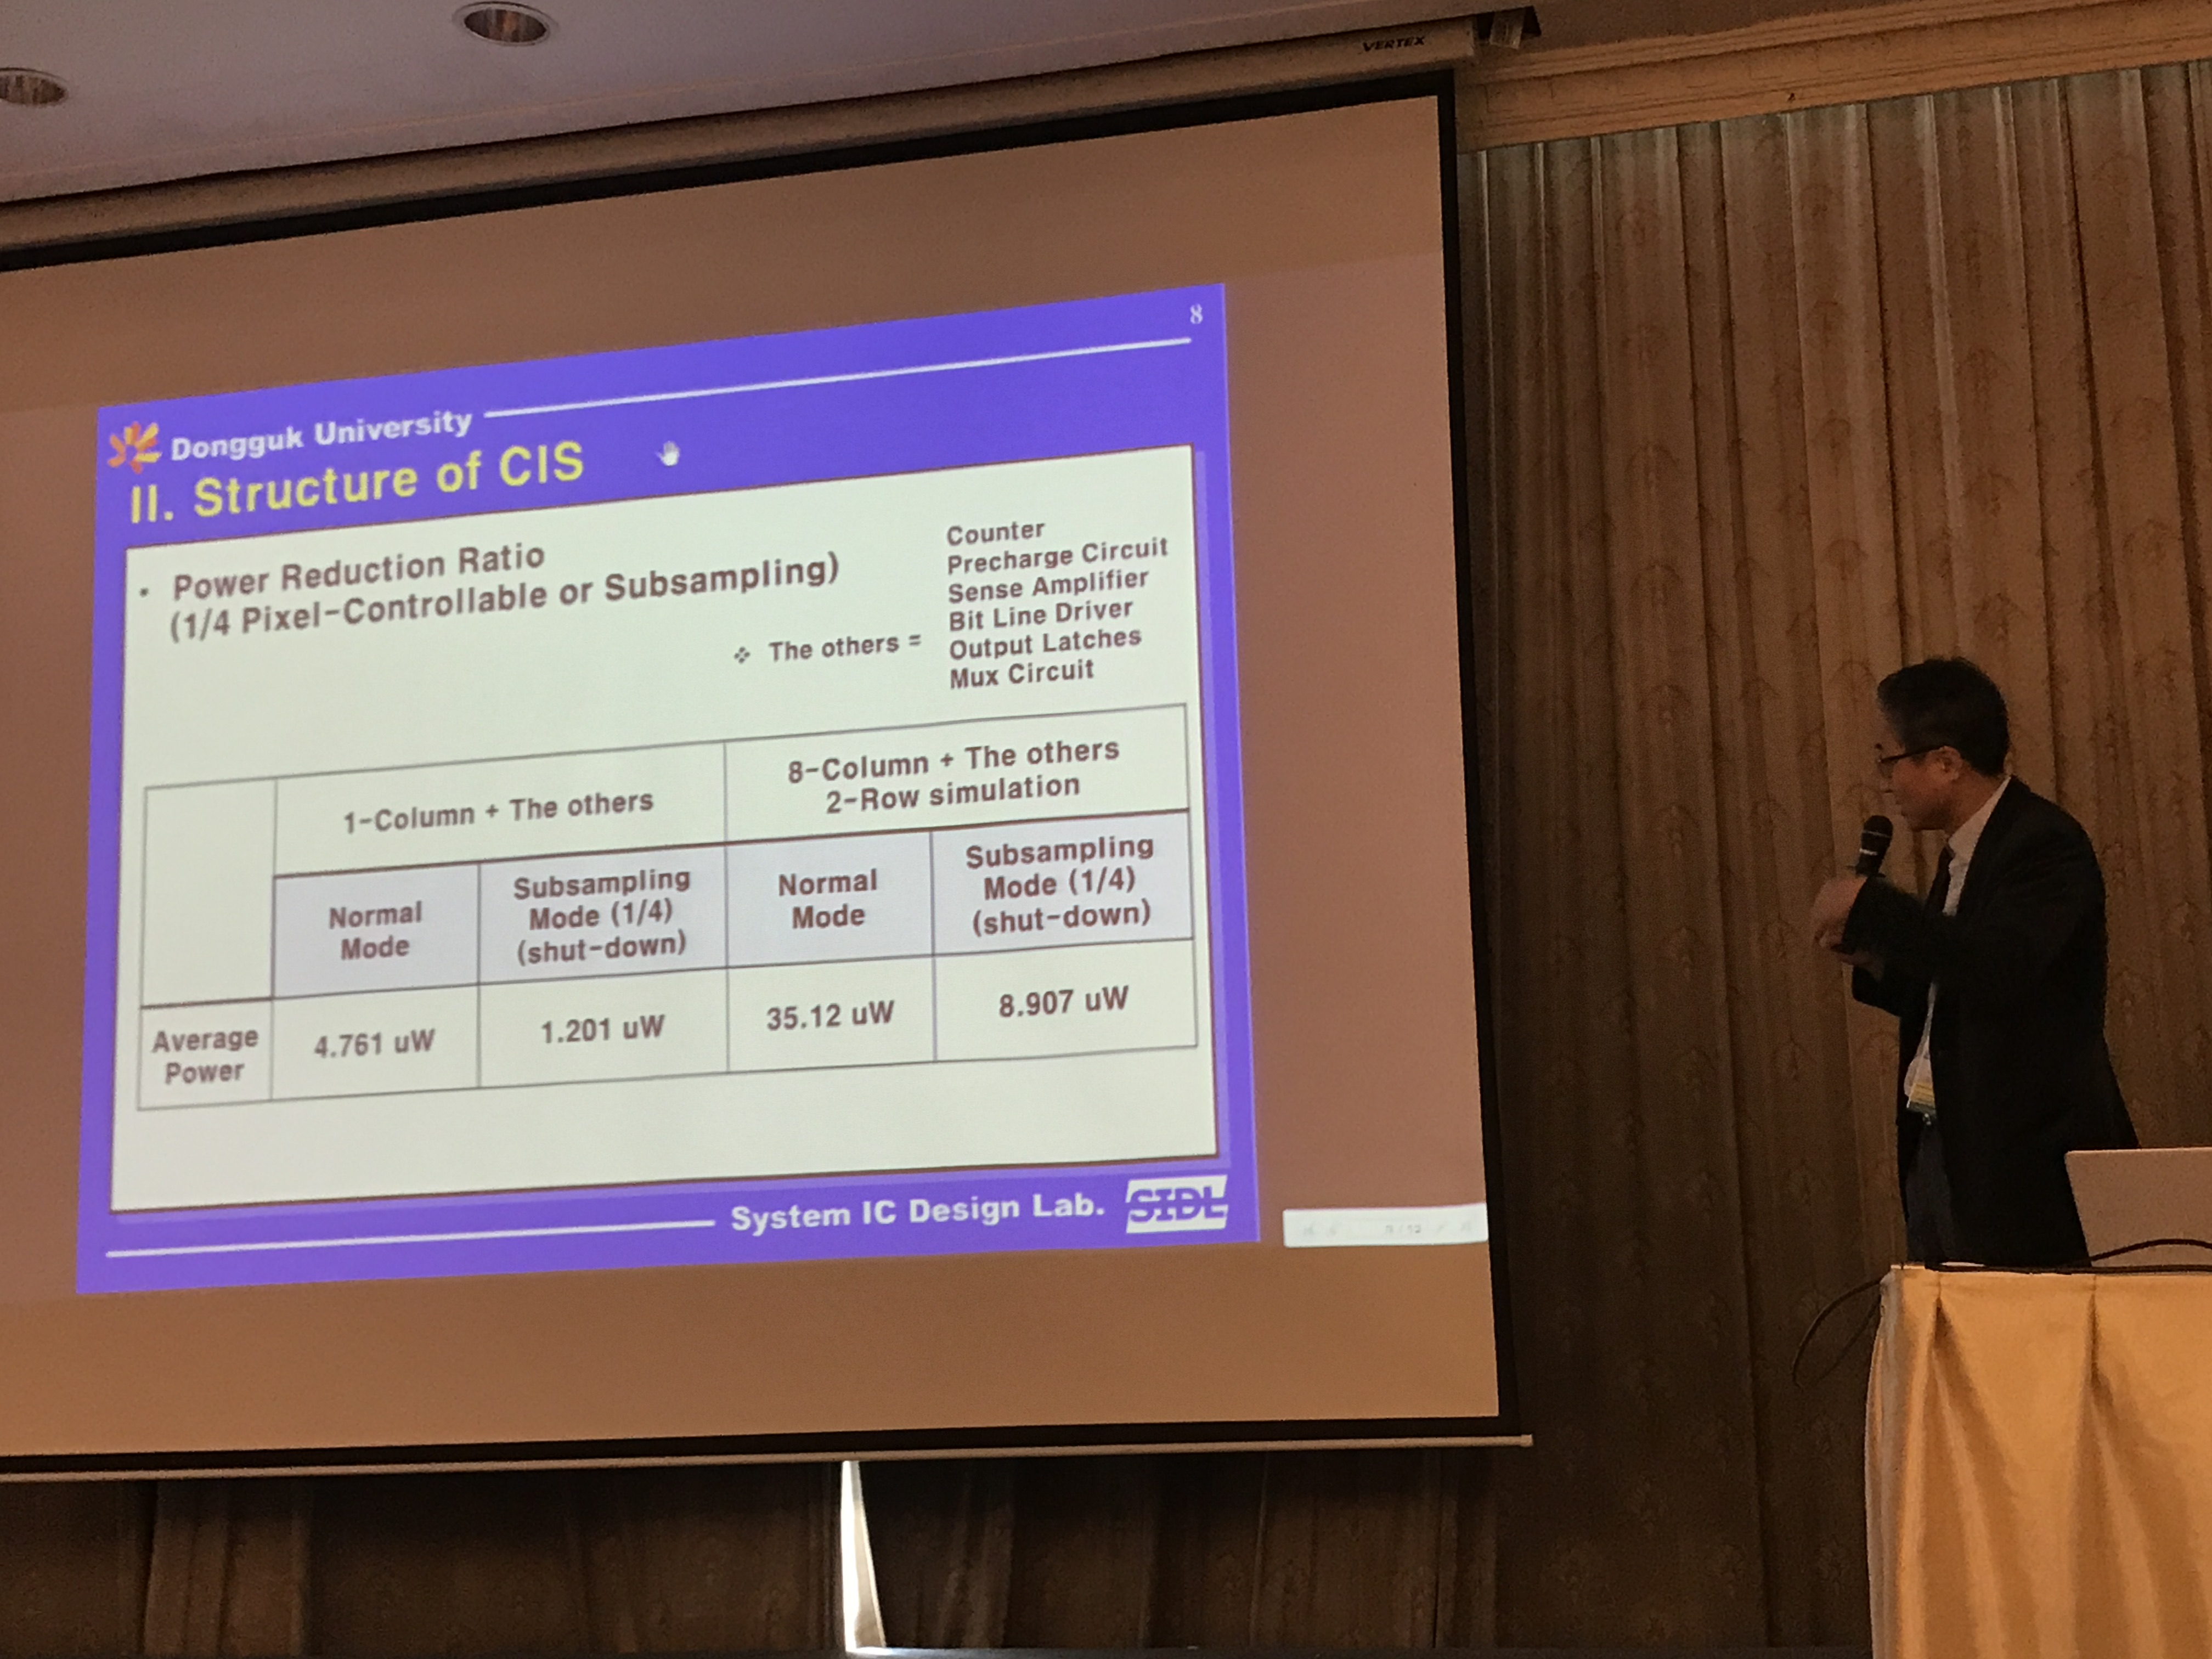 VERTEX
8
Dongguk University
II. Structure of CIS
· Power Reduction Ratio
(1/4 Pixel-Controllable or Subsampling)
❖ The others =
Counter
Precharge Circuit
Sense Amplifier
Bit Line Driver
Output Latches
Mux Circuit
1-Column + The others
8-Column + The others
2-Row simulation
Normal
Mode
Subsampling
Mode (1/4)
(shut-down)
Normal
Mode
Subsampling
Mode (1/4)
(shut-down)
Average
Power
4.761 uW
1.201 uW
35.12 uW
8.907 uW
System IC Design Lab.
SIDL